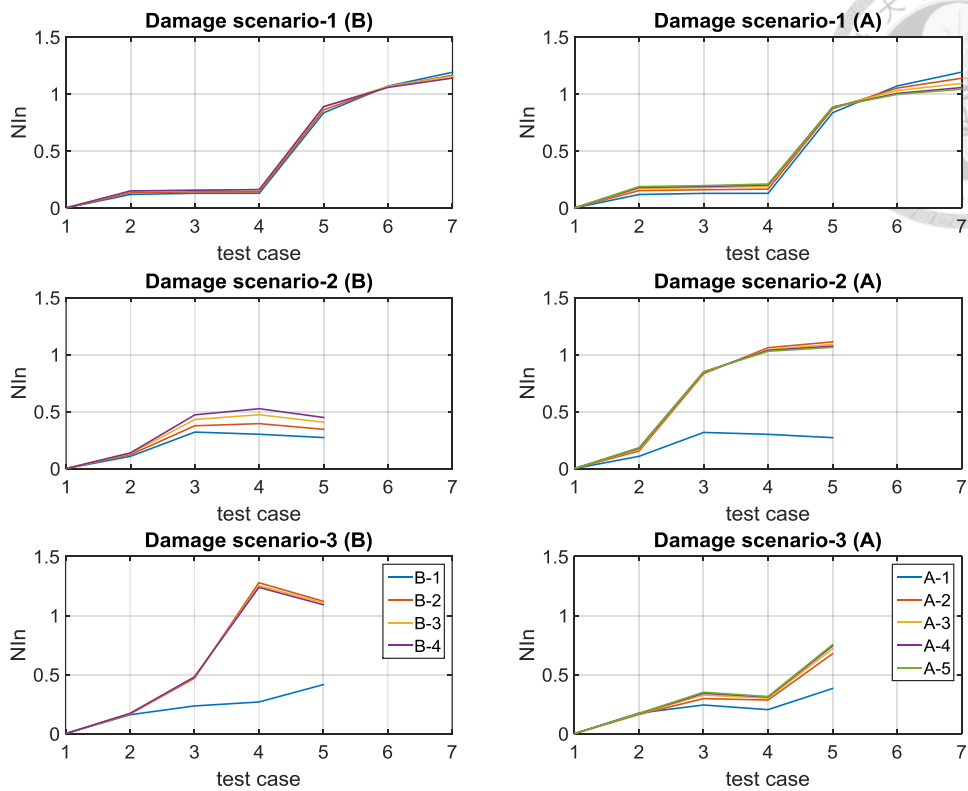 Damage scenario-1 (B)
1.5
1
0.5
0
NIn
1 2 3 4 5 6 7
test case
Damage scenario-1 (A)
1.5
1
0.5
0
NIn
1 2 3 4 5 6 7
test case
Damage scenario-2 (B)
1.5
1
0.5
0
NIn
1 2 3 4 5 6 7
test case
Damage scenario-2 (A)
1.5
1
0.5
0
NIn
1 2 3 4 5 6 7
test case
Damage scenario-3 (B)
1.5
1
0.5
0
NIn
B-1
B-2
B-3
B-4
1 2 3 4 5 6 7
test case
Damage scenario-3 (A)
1.5
1
0.5
0
NIn
A-1
A-2
A-3
A-4
A-5
1 2 3 4 5 6 7
test case